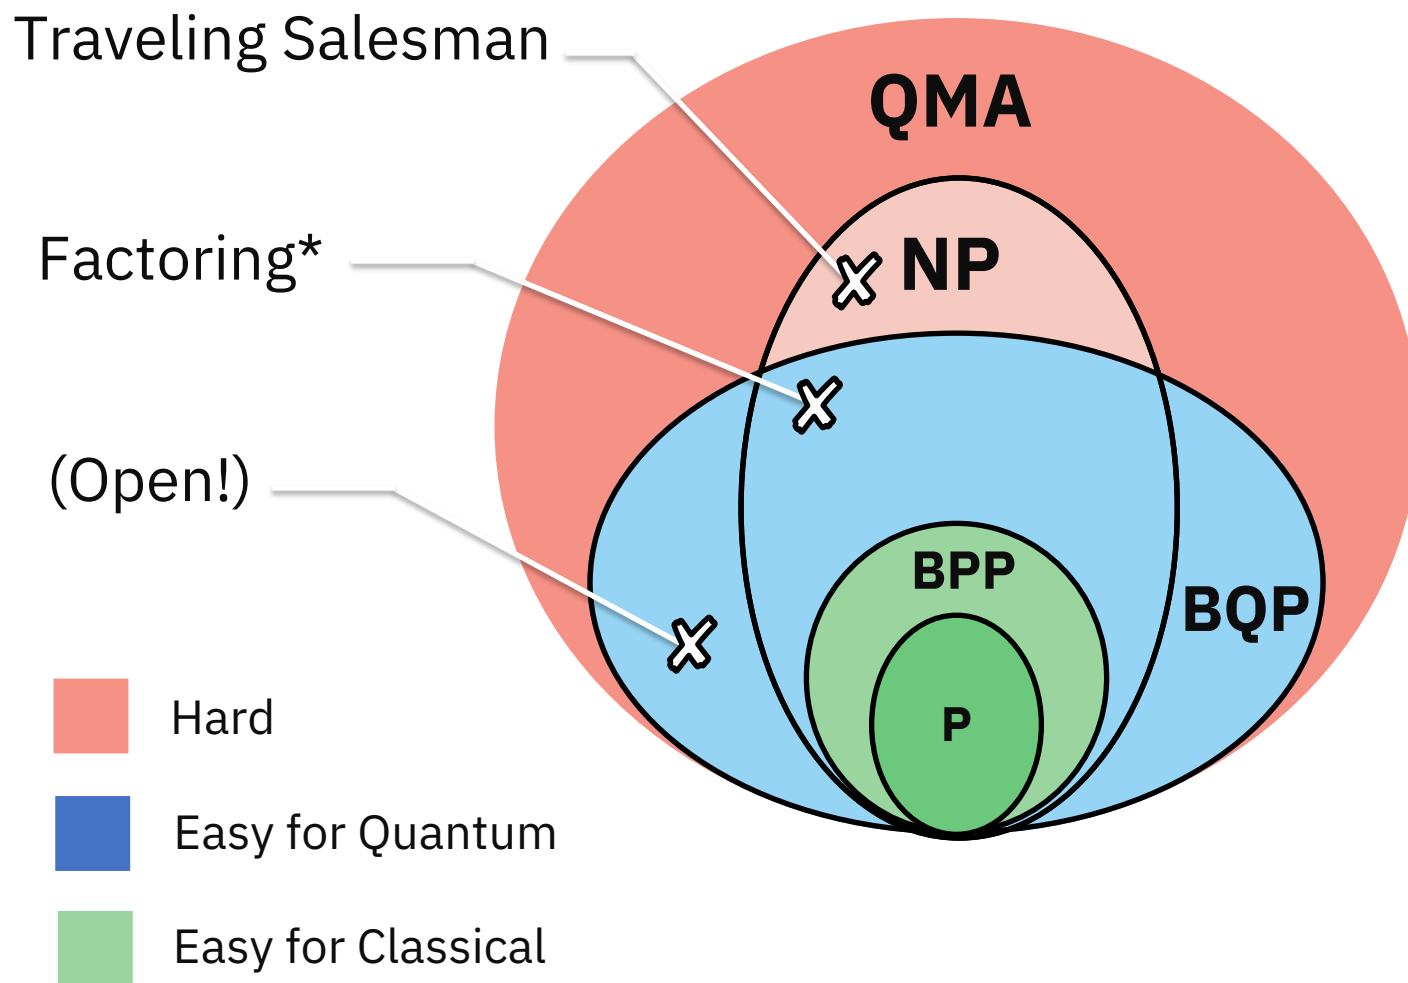 Traveling Salesman
QMA
Factoring*
NP
(Open!)
BPP
BQP
P
Hard
Easy for Quantum
Easy for Classical